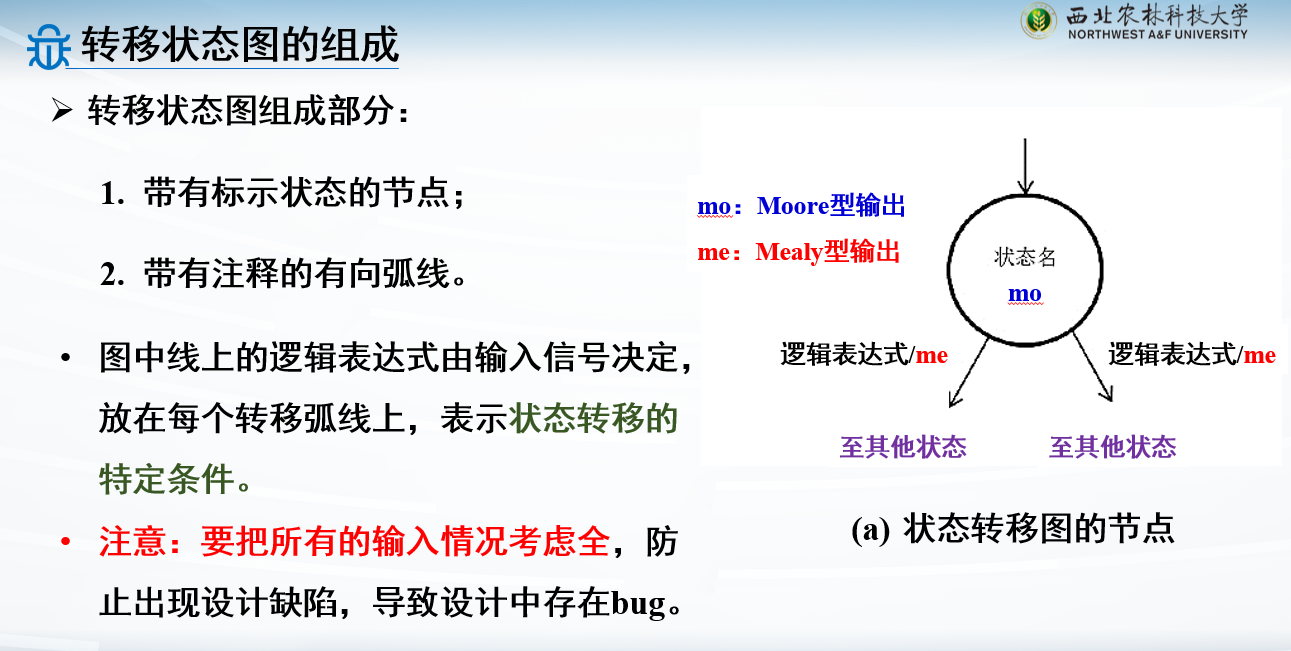 转移状态图的组成
西北农林科技大学
NORTHWEST A&F UNIVERSITY
转移状态图组成部分：
1. 带有标示状态的节点；
2. 带有注释的有向弧线。
• 图中线上的逻辑表达式由输入信号决定，
放在每个转移弧线上，表示状态转移的
特定条件。
• 注意：要把所有的输入情况考虑全，防
止出现设计缺陷，导致设计中存在bug。
mo：Moore型输出
me：Mealy型输出
状态名
mo
逻辑表达式/me
逻辑表达式/me
至其他状态
至其他状态
(a) 状态转移图的节点